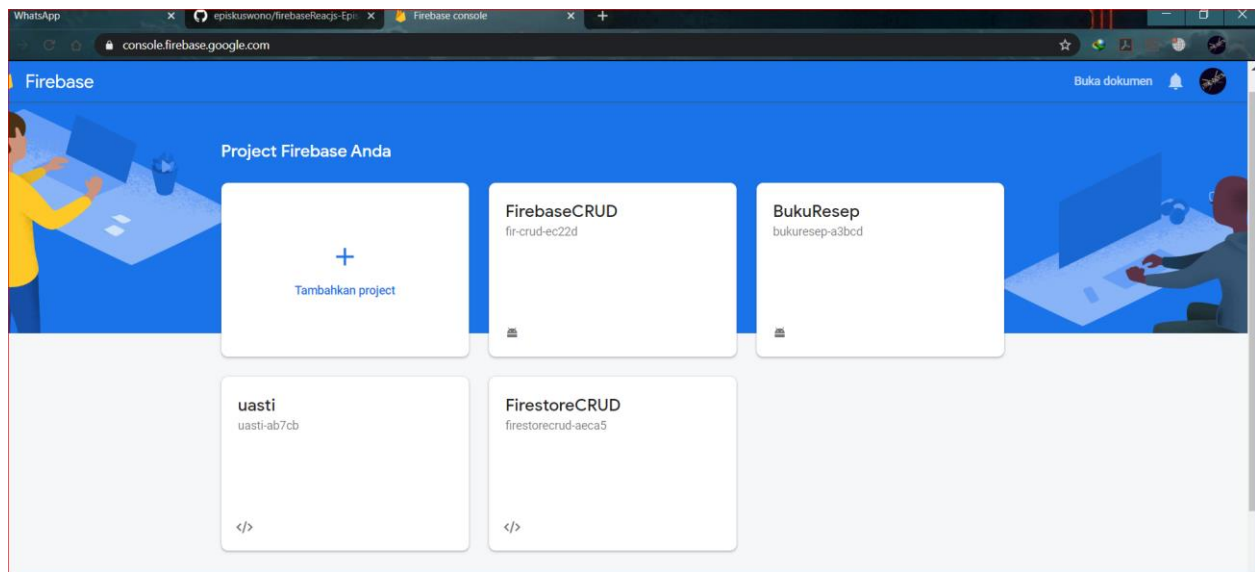 WhatsApp
episkuswono/firebaseReacjs-Epi
Firebase console
console.firebase.google.com
Firebase
Buka dokumen
Project Firebase Anda
Tambahkan project
FirebaseCRUD
fir-crud-ec22d
BukuResep
bukuresep-a3bcd
uasti
uasti-ab7cb
</>
FirestoreCRUD
firestorecrud-aeca5
</>